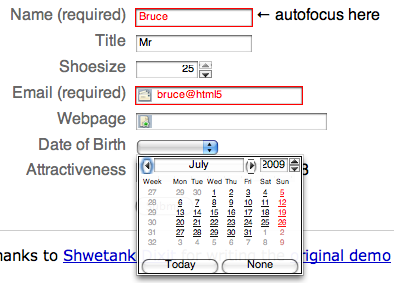 Name (required) Bruce ← autofocus here
Title Mr
Shoesize 25
Email (required) bruce@html5
Webpage
Date of Birth
Attractiveness 3
July 2009
Week Mon Tue Wed Thu Fri Sat Sun
27 29 30 1 2 3 4 5
28 6 7 8 9 10 11 12
29 13 14 15 16 17 18 19
30 20 21 22 23 24 25 26
31 27 28 29 30 31 1 2
32 3 4 5 6 7 8 9
Today None
hanks to Shwetank riginal demo